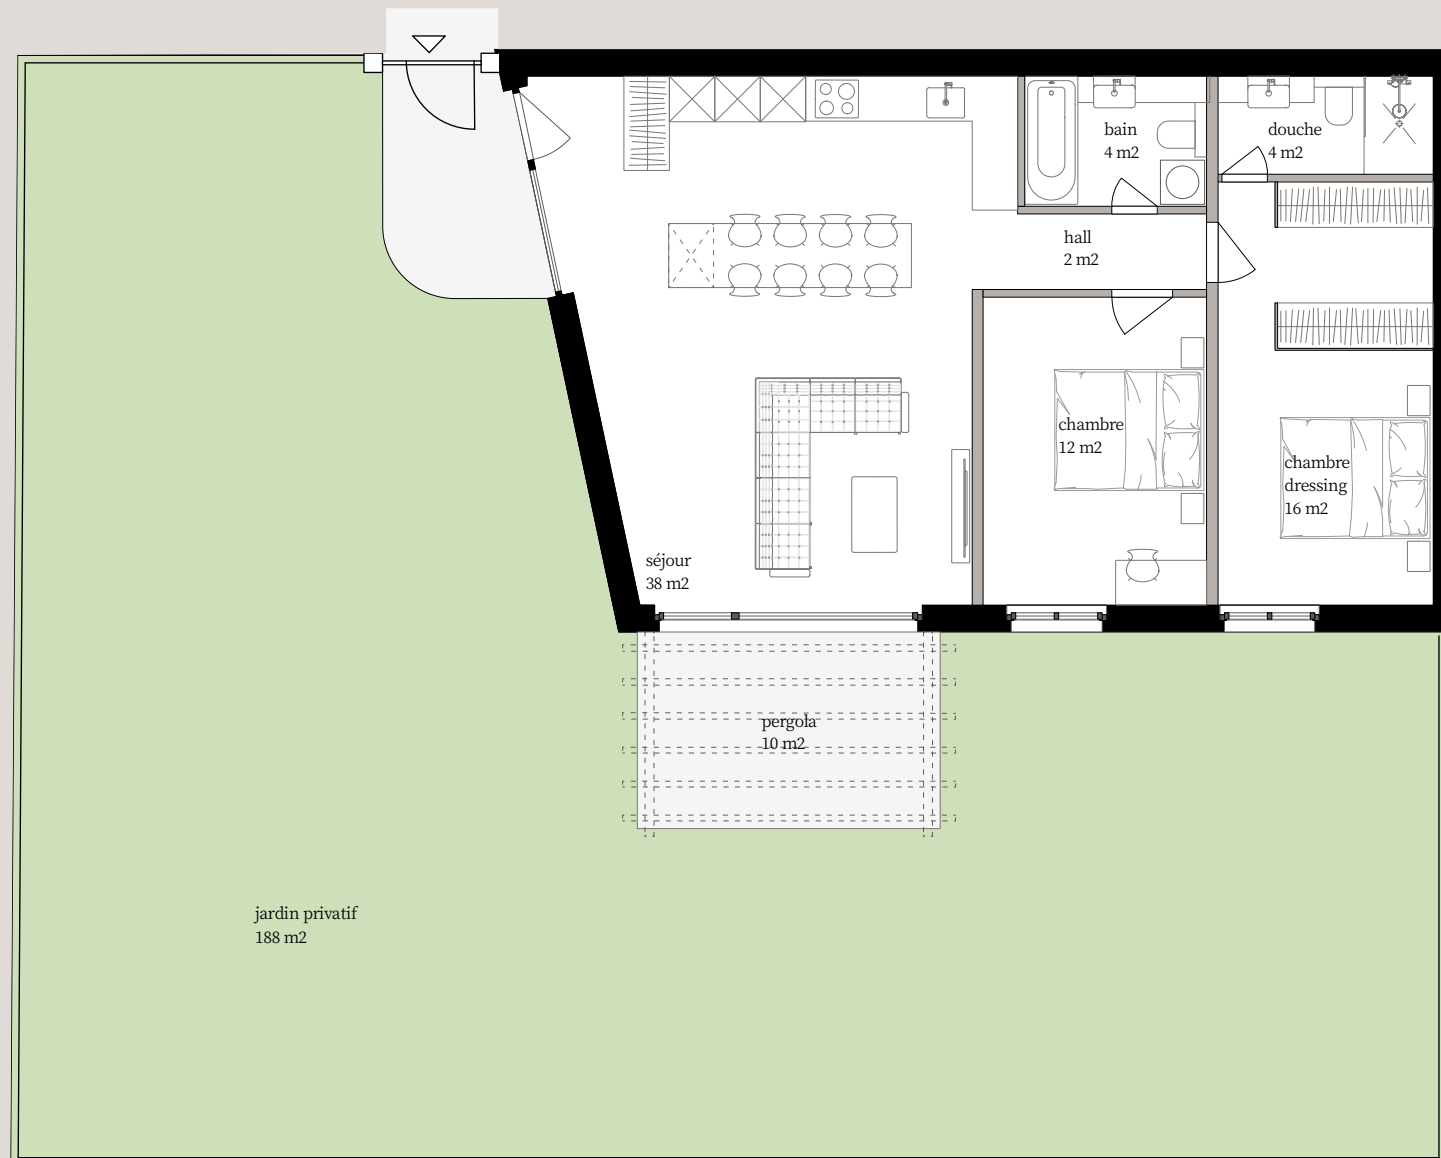 bain
4 m2
douche
4 m2
hall
2 m2
chambre
12 m2
chambre
dressing
16 m2
séjour
38 m2
pergola
10 m2
jardin privatif
188 m2